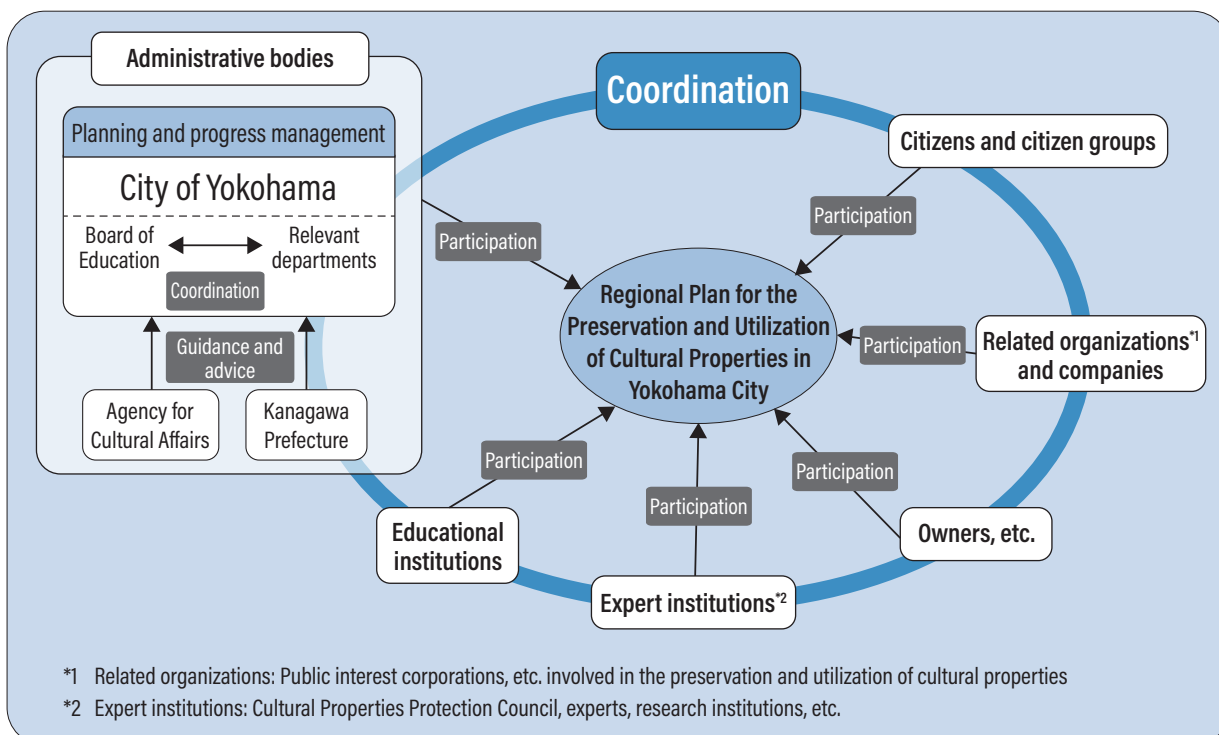 Administrative bodies
Planning and progress management
City of Yokohama
Board of
Education
Relevant
departments
Coordination
Guidance and
advice
Agency for
Cultural Affairs
Kanagawa
Prefecture
Coordination
Citizens and citizen groups
Participation
Participation
Regional Plan for the
Preservation and Utilization
of Cultural Properties in
Yokohama City
Participation
Related organizations*1
and companies
Participation
Participation
Participation
Educational
institutions
Expert institutions*2
Owners, etc.
*1 Related organizations: Public interest corporations, etc. involved in the preservation and utilization of cultural properties
*2 Expert institutions: Cultural Properties Protection Council, experts, research institutions, etc.